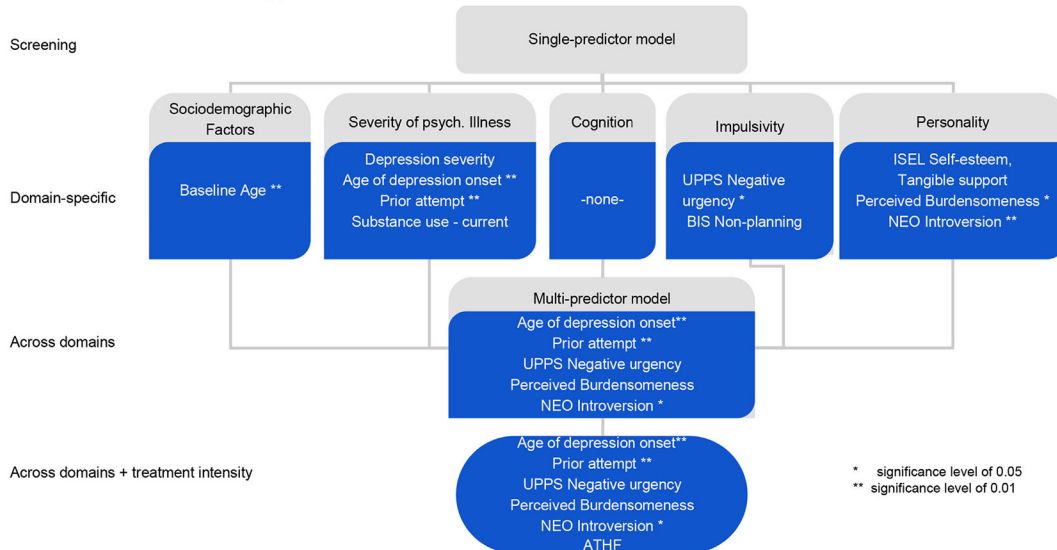 Screening
Single-predictor model
Sociodemographic
Factors
Severity of psych. Illness
Cognition
Impulsivity
Personality
Domain-specific
Baseline Age **
Depression severity
Age of depression onset **
Prior attempt **
Substance use - current
-none-
UPPS Negative
urgency *
BIS Non-planning
ISEL Self-esteem,
Tangible support
Perceived Burdensomeness *
NEO Introversion **
Multi-predictor model
Across domains
Age of depression onset**
Prior attempt **
UPPS Negative urgency
Perceived Burdensomeness
NEO Introversion *
Across domains + treatment intensity
Age of depression onset**
Prior attempt **
UPPS Negative urgency
Perceived Burdensomeness
NEO Introversion *
ATHF
* significance level of 0.05
** significance level of 0.01